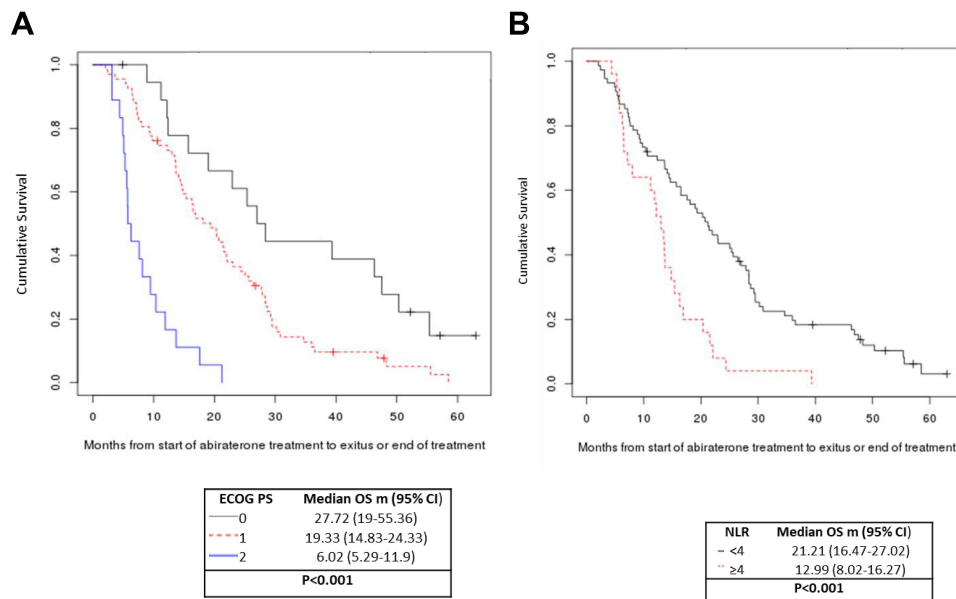 A
B
Cumulative Survival
1.0
0.8
0.6
0.4
0.2
0.0
0 10 20 30 40 50 60
Months from start of abiraterone treatment to exitus or end of treatment
Cumulative Survival
1.0
0.8
0.6
0.4
0.2
0.0
0 10 20 30 40 50 60
Months from start of abiraterone treatment to exitus or end of treatment
ECOG PS Median OS m (95% CI)
0 27.72 (19-55.36)
1 19.33 (14.83-24.33)
2 6.02 (5.29-11.9)
P<0.001
NLR Median OS m (95% CI)
<4 21.21 (16.47-27.02)
≥4 12.99 (8.02-16.27)
P<0.001